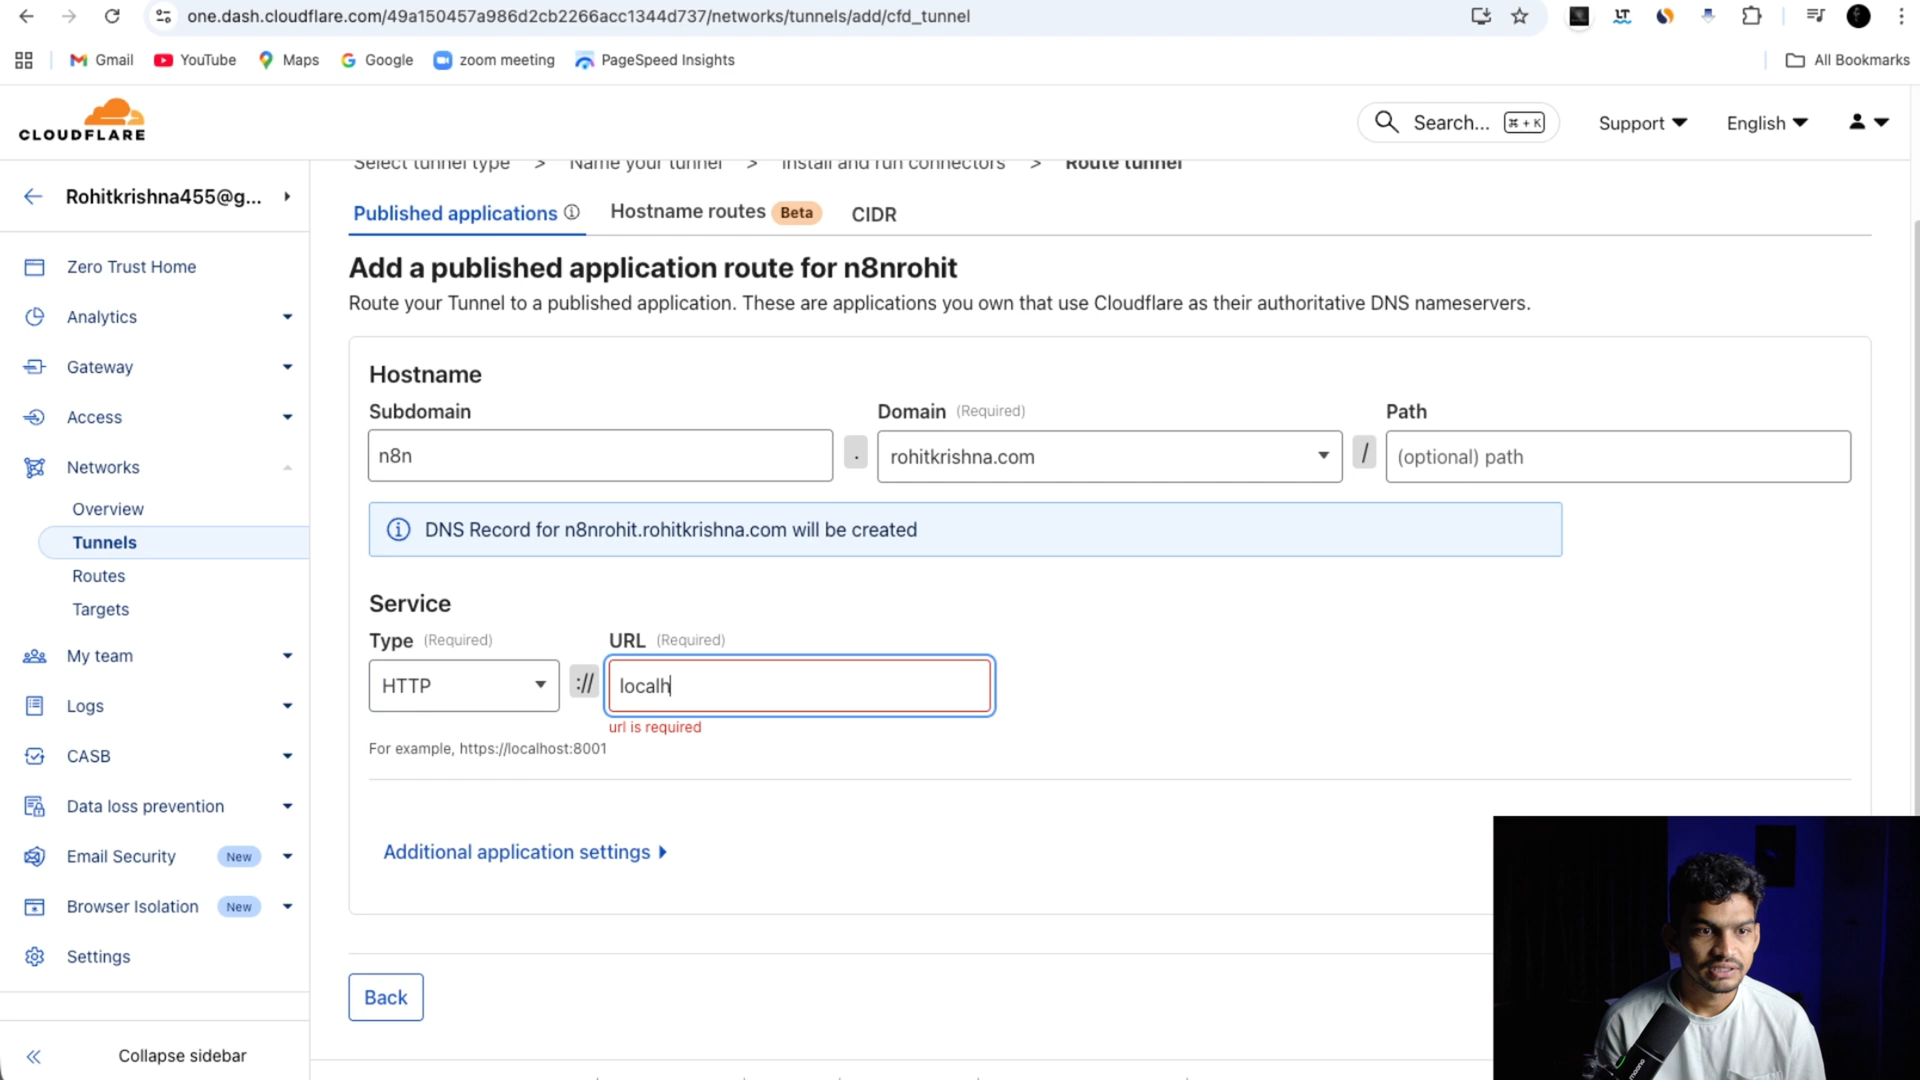 one.dash.cloudflare.com/49a150457a986d2cb2266acc1344d737/networks/tunnels/add/cfd_tunnel
LT
Gmail YouTube Maps Google zoom meeting PageSpeed Insights All Bookmarks
CLOUDFLARE
Search... ⌘ + K Support English
Rohitkrishna455@g...
Zero Trust Home
Analytics
Gateway
Access
Networks
Overview
Tunnels
Routes
Targets
My team
Logs
CASB
Data loss prevention
Email Security New
Browser Isolation New
Settings
Collapse sidebar
Select tunnel type > Name your tunnel > Install and run connectors > Route tunnel
Published applications Hostname routes Beta CIDR
Add a published application route for n8nrohit
Route your Tunnel to a published application. These are applications you own that use Cloudflare as their authoritative DNS nameservers.
Hostname
Subdomain Domain (Required) Path
n8n . rohitkrishna.com / (optional) path
DNS Record for n8nrohit.rohitkrishna.com will be created
Service
Type (Required) URL (Required)
HTTP :// localh
url is required
For example, https://localhost:8001
Additional application settings
Back